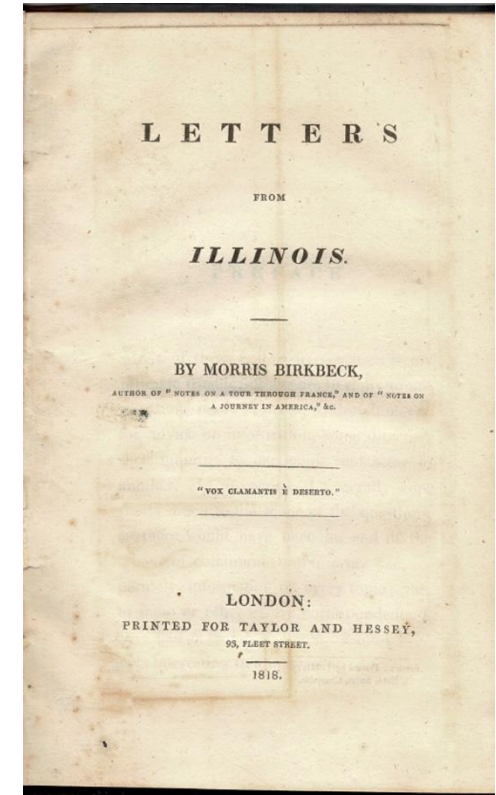 LETTERS
FROM
ILLINOIS.
BY MORRIS BIRKBECK,
AUTHOR OF " NOTES ON A TOUR THROUGH FRANCE," AND OF " NOTES ON
A JOURNEY IN AMERICA," &c.
" VOX CLAMANTIS È DESERTO."
LONDON:
PRINTED FOR TAYLOR AND HESSEY,
93, FLEET STREET.
1818.